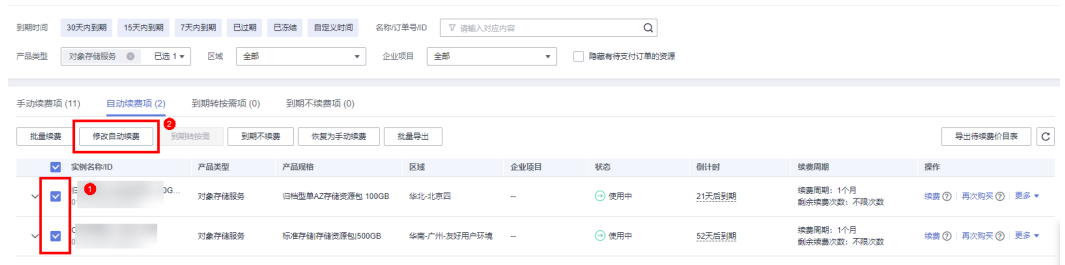 到期时间 30天内到期 15天内到期 7天内到期 已过期 已冻结 自定义时间 名称/订单号/ID 请输入对应内容
产品类型 对象存储服务 已选 1 区域 全部 企业项目 全部 隐藏有待支付订单的资源
手动续费项 (11) 自动续费项 (2) 到期转按需项 (0) 到期不续费项 (0)
批量续费 修改自动续费 2 到期转按需 到期不续费 恢复为手动续费 批量导出 导出待续费价目表
实例名称/ID 产品类型 产品规格 区域 企业项目 状态 倒计时 续费周期 操作
1 0G... 对象存储服务 归档型单AZ存储资源包 100GB 华北-北京四 -- 使用中 21天后到期 续费周期：1个月 续费 再次购买 更多
0 剩余续费次数：不限次数
对象存储服务 标准存储|存储资源包|500GB 华南-广州-友好用户环境 -- 使用中 52天后到期 续费周期：1个月 续费 再次购买 更多
剩余续费次数：不限次数